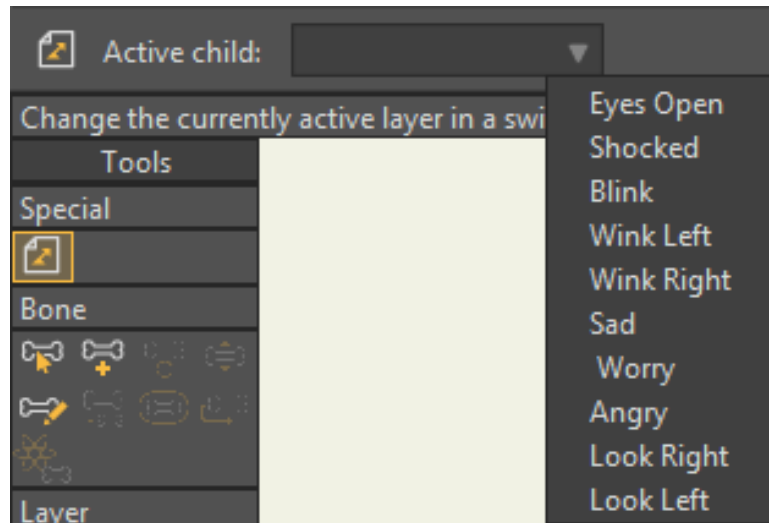 Active child:
Change the currently active layer in a swi
Tools
Special
Bone
Layer
Eyes Open
Shocked
Blink
Wink Left
Wink Right
Sad
Worry
Angry
Look Right
Look Left